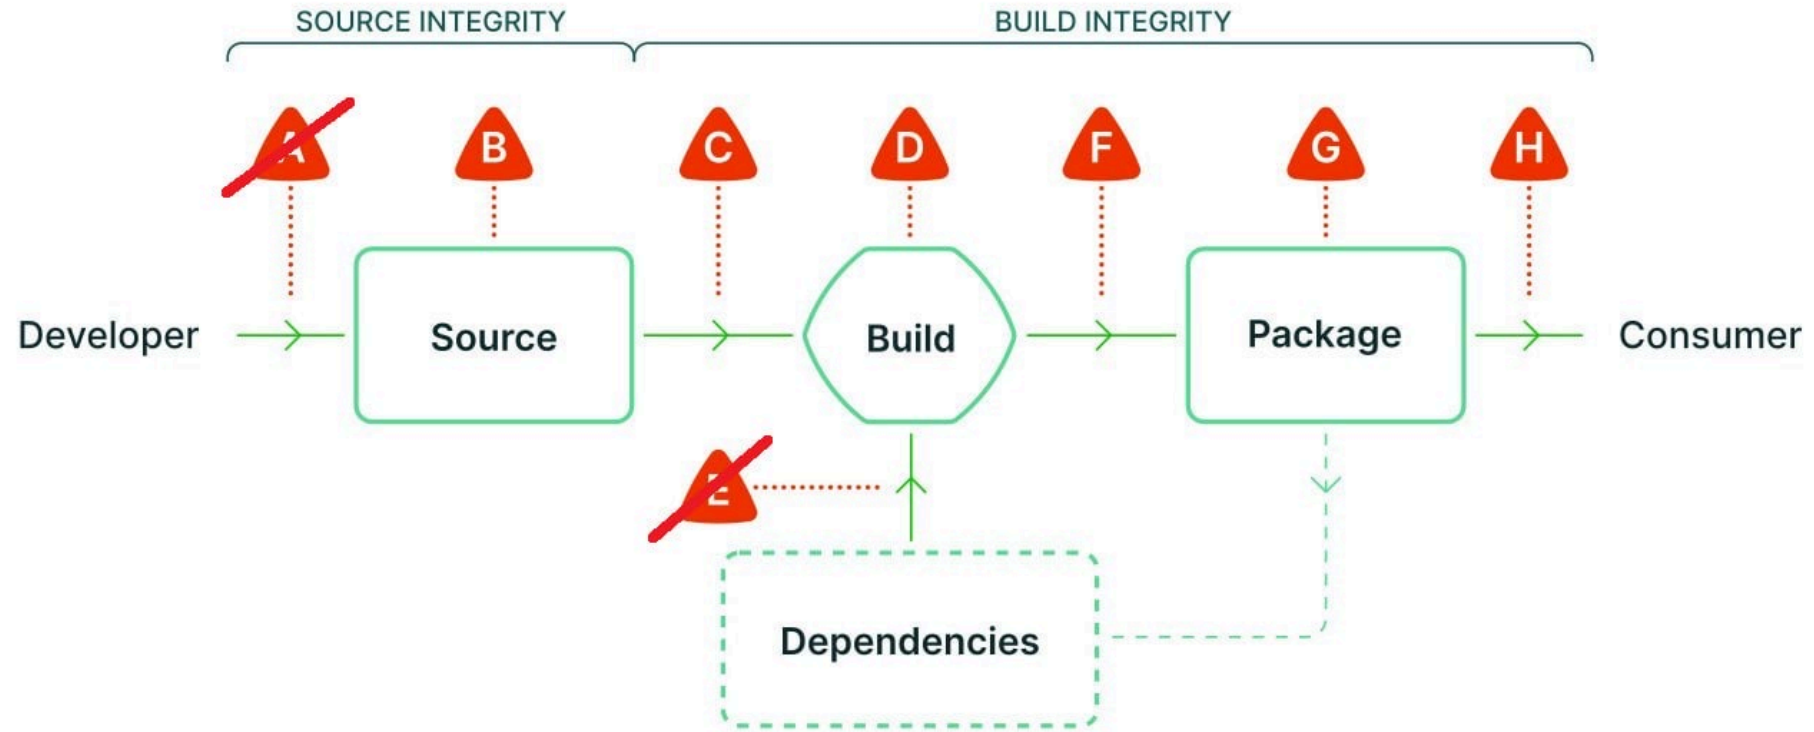 SOURCE INTEGRITY
BUILD INTEGRITY
A
B
C
D
F
G
H
Developer
Source
Build
Package
Consumer
E
Dependencies